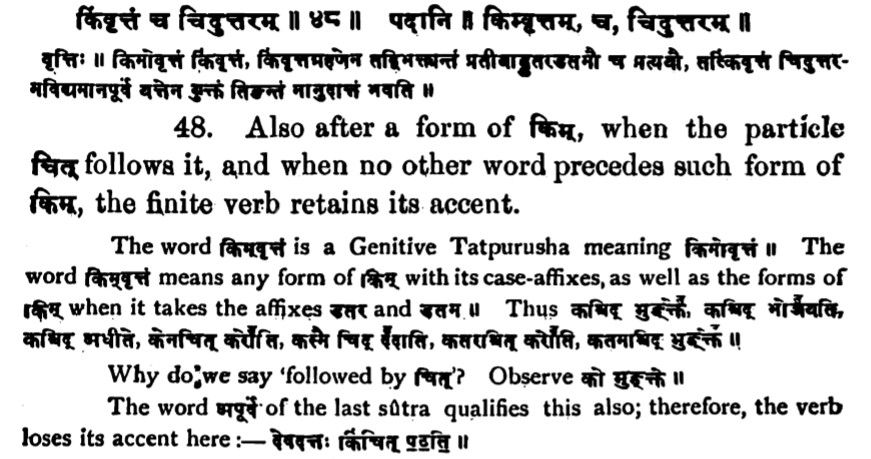 किंवृत्तं च चिदुत्तरम् ॥ ४८ ॥ पदानि ॥ किम्वृत्तम्, च, चिदुत्तरम् ॥
वृत्तिः ॥ किमोवृत्तं किंवृत्तं, किंवृत्तग्रहणेन तद्विभक्त्यन्तं प्रतीयाड्डतरडतमौ च प्रत्ययौ, तत्किंवृत्तं चिदुत्तर-
मविद्यमानपूर्वं यत्तेन युक्तं तिङन्तं नानुदात्तं भवति ॥
48. Also after a form of किम्, when the particle
चित् follows it, and when no other word precedes such form of
किम्, the finite verb retains its accent.
The word किम्वृत्तं is a Genitive Tatpurusha meaning किमोवृत्तं ॥ The
word किम्वृत्तं means any form of किम् with its case-affixes, as well as the forms of
किम् when it takes the affixes डतर and डतम ॥ Thus कश्चिद् भुङ्क्ते, कश्चिद् भोजयति,
कश्चिद् अधीते, केनचित् करोति, कस्मै चिद् ददाति, कतरश्चित् करोति, कतमश्चिद् भुङ्क्ते ॥
Why do we say 'followed by चित्'? Observe को भुङ्क्ते ॥
The word अपूर्वं of the last sûtra qualifies this also; therefore, the verb
loses its accent here :— देवदत्तः किंचित् प॒ठ॒ति॒ ॥